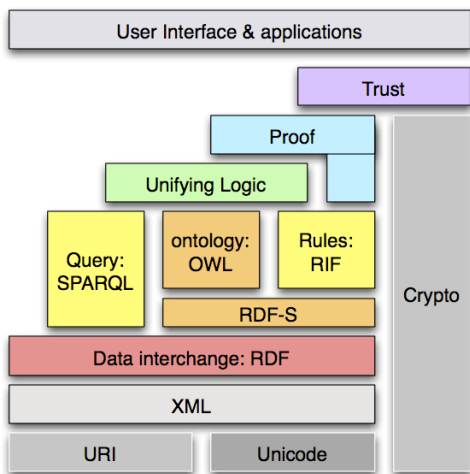 User Interface & applications
Trust
Proof
Unifying Logic
Query:
SPARQL
ontology:
OWL
Rules:
RIF
Crypto
RDF-S
Data interchange: RDF
XML
URI
Unicode